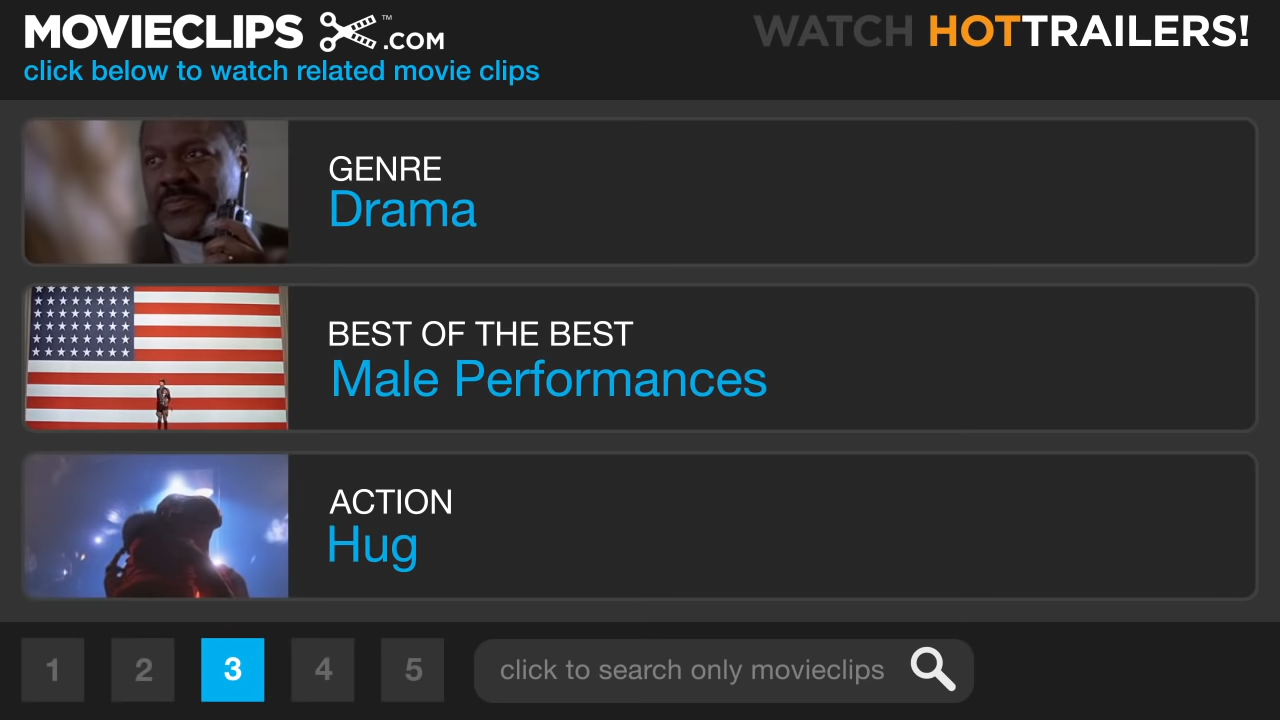 MOVIECLIPS ™ .COM
WATCH HOTTRAILERS!
click below to watch related movie clips
GENRE
Drama
BEST OF THE BEST
Male Performances
ACTION
Hug
1 2 3 4 5 click to search only movieclips